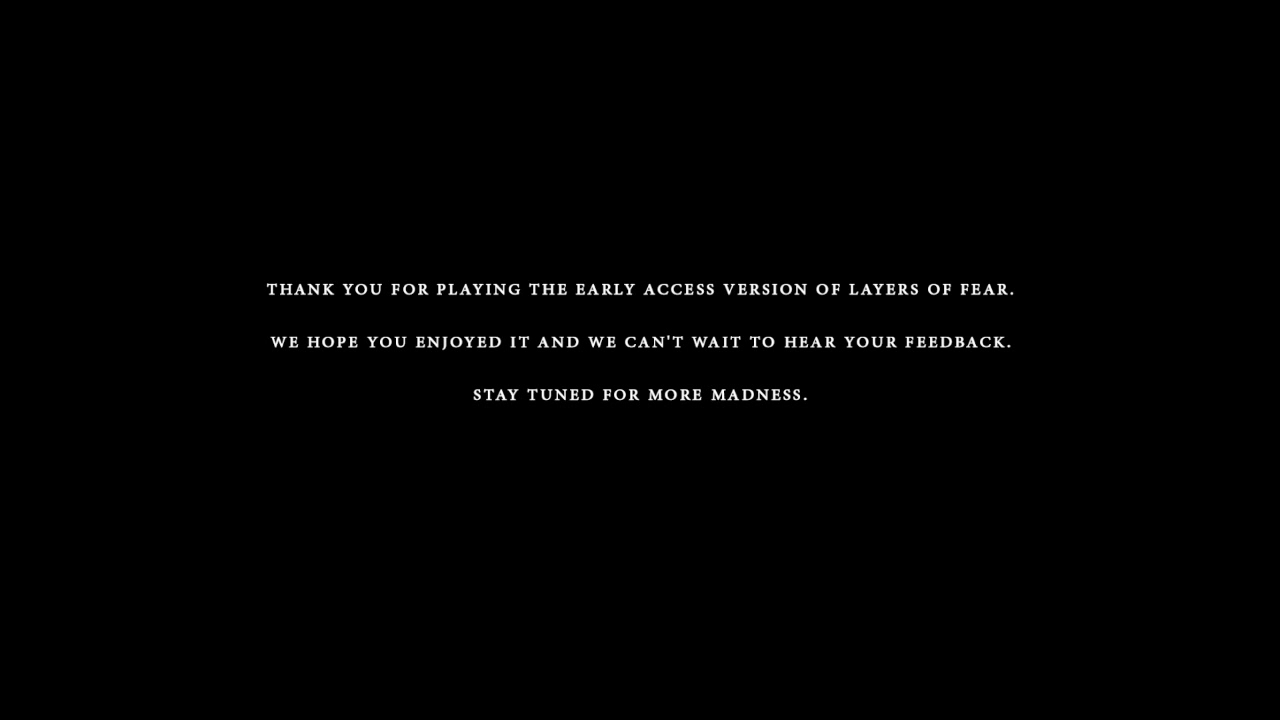 THANK YOU FOR PLAYING THE EARLY ACCESS VERSION OF LAYERS OF FEAR.
WE HOPE YOU ENJOYED IT AND WE CAN'T WAIT TO HEAR YOUR FEEDBACK.
STAY TUNED FOR MORE MADNESS.